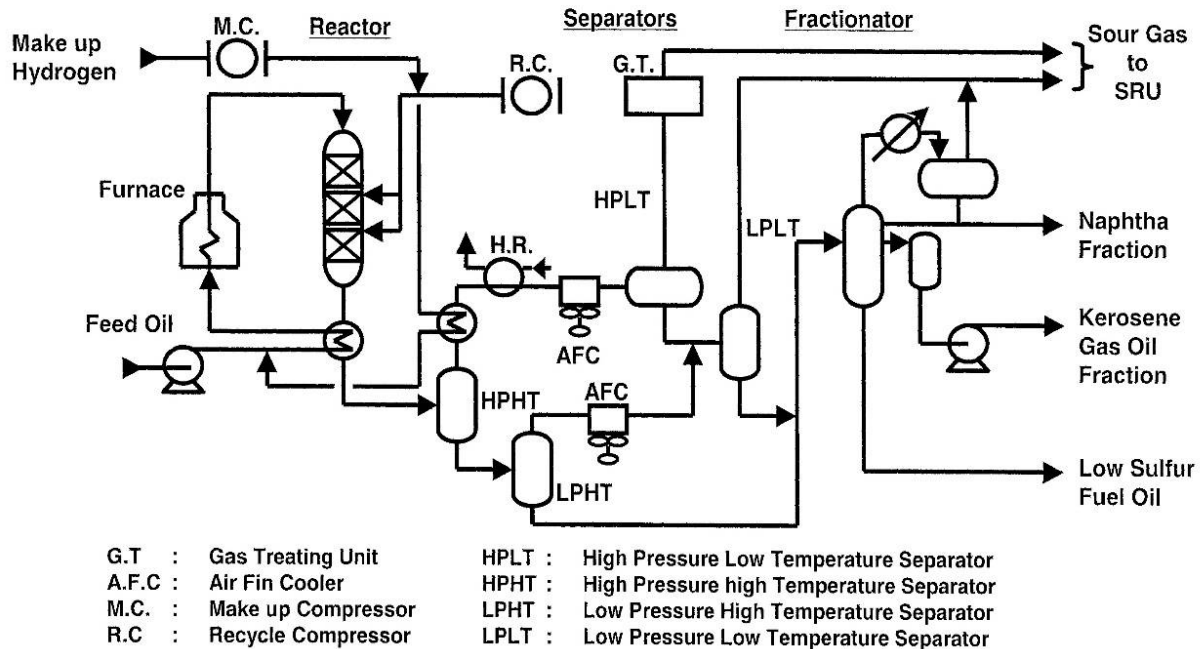 M.C.
Reactor
Separators
Fractionator
Make up
Hydrogen
R.C.
G.T.
Sour Gas
to
SRU
Furnace
HPLT
LPLT
H.R.
Naphtha
Fraction
Feed Oil
AFC
Kerosene
Gas Oil
Fraction
HPHT
AFC
LPHT
Low Sulfur
Fuel Oil
G.T : Gas Treating Unit
A.F.C : Air Fin Cooler
M.C. : Make up Compressor
R.C : Recycle Compressor
HPLT : High Pressure Low Temperature Separator
HPHT : High Pressure high Temperature Separator
LPHT : Low Pressure High Temperature Separator
LPLT : Low Pressure Low Temperature Separator